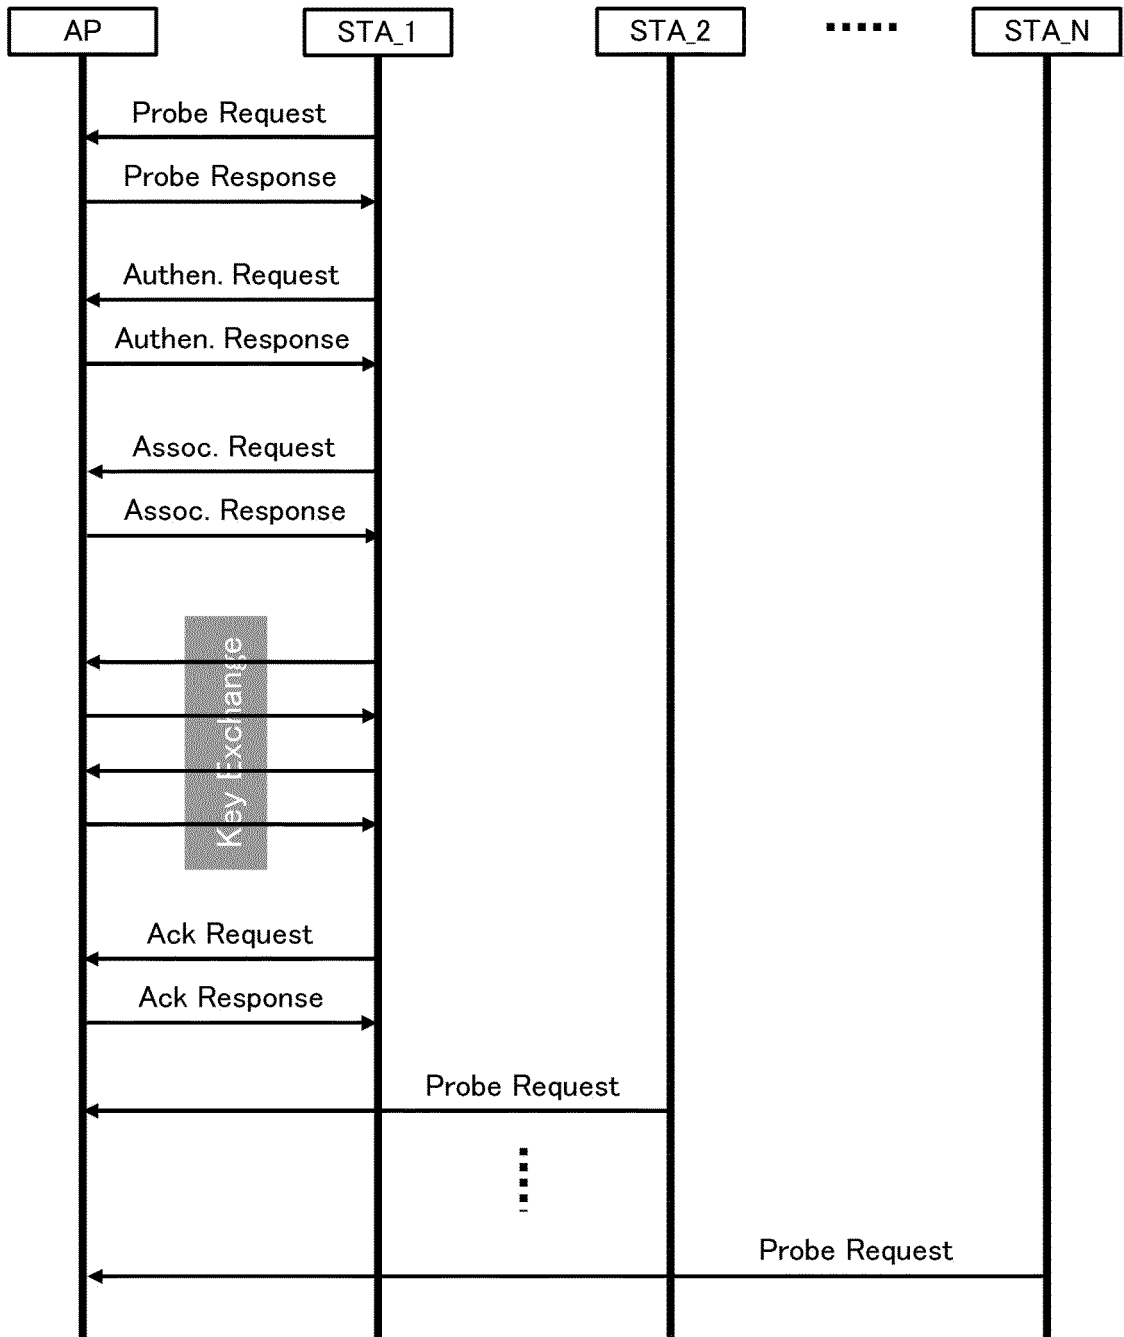 AP
STA_1
STA_2
STA_N
Probe Request
Probe Response
Authen. Request
Authen. Response
Assoc. Request
Assoc. Response
Key Exchange
Ack Request
Ack Response
Probe Request
Probe Request